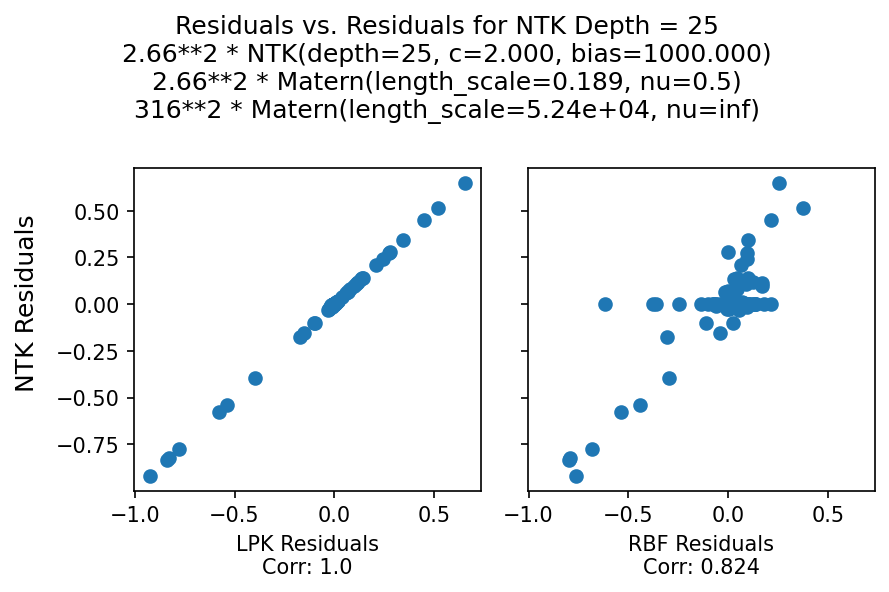 Residuals vs. Residuals for NTK Depth = 25
2.66**2 * NTK(depth=25, c=2.000, bias=1000.000)
2.66**2 * Matern(length_scale=0.189, nu=0.5)
316**2 * Matern(length_scale=5.24e+04, nu=inf)
NTK Residuals
0.50
0.25
0.00
−0.25
−0.50
−0.75
−1.0 −0.5 0.0 0.5
LPK Residuals
Corr: 1.0
−1.0 −0.5 0.0 0.5
RBF Residuals
Corr: 0.824